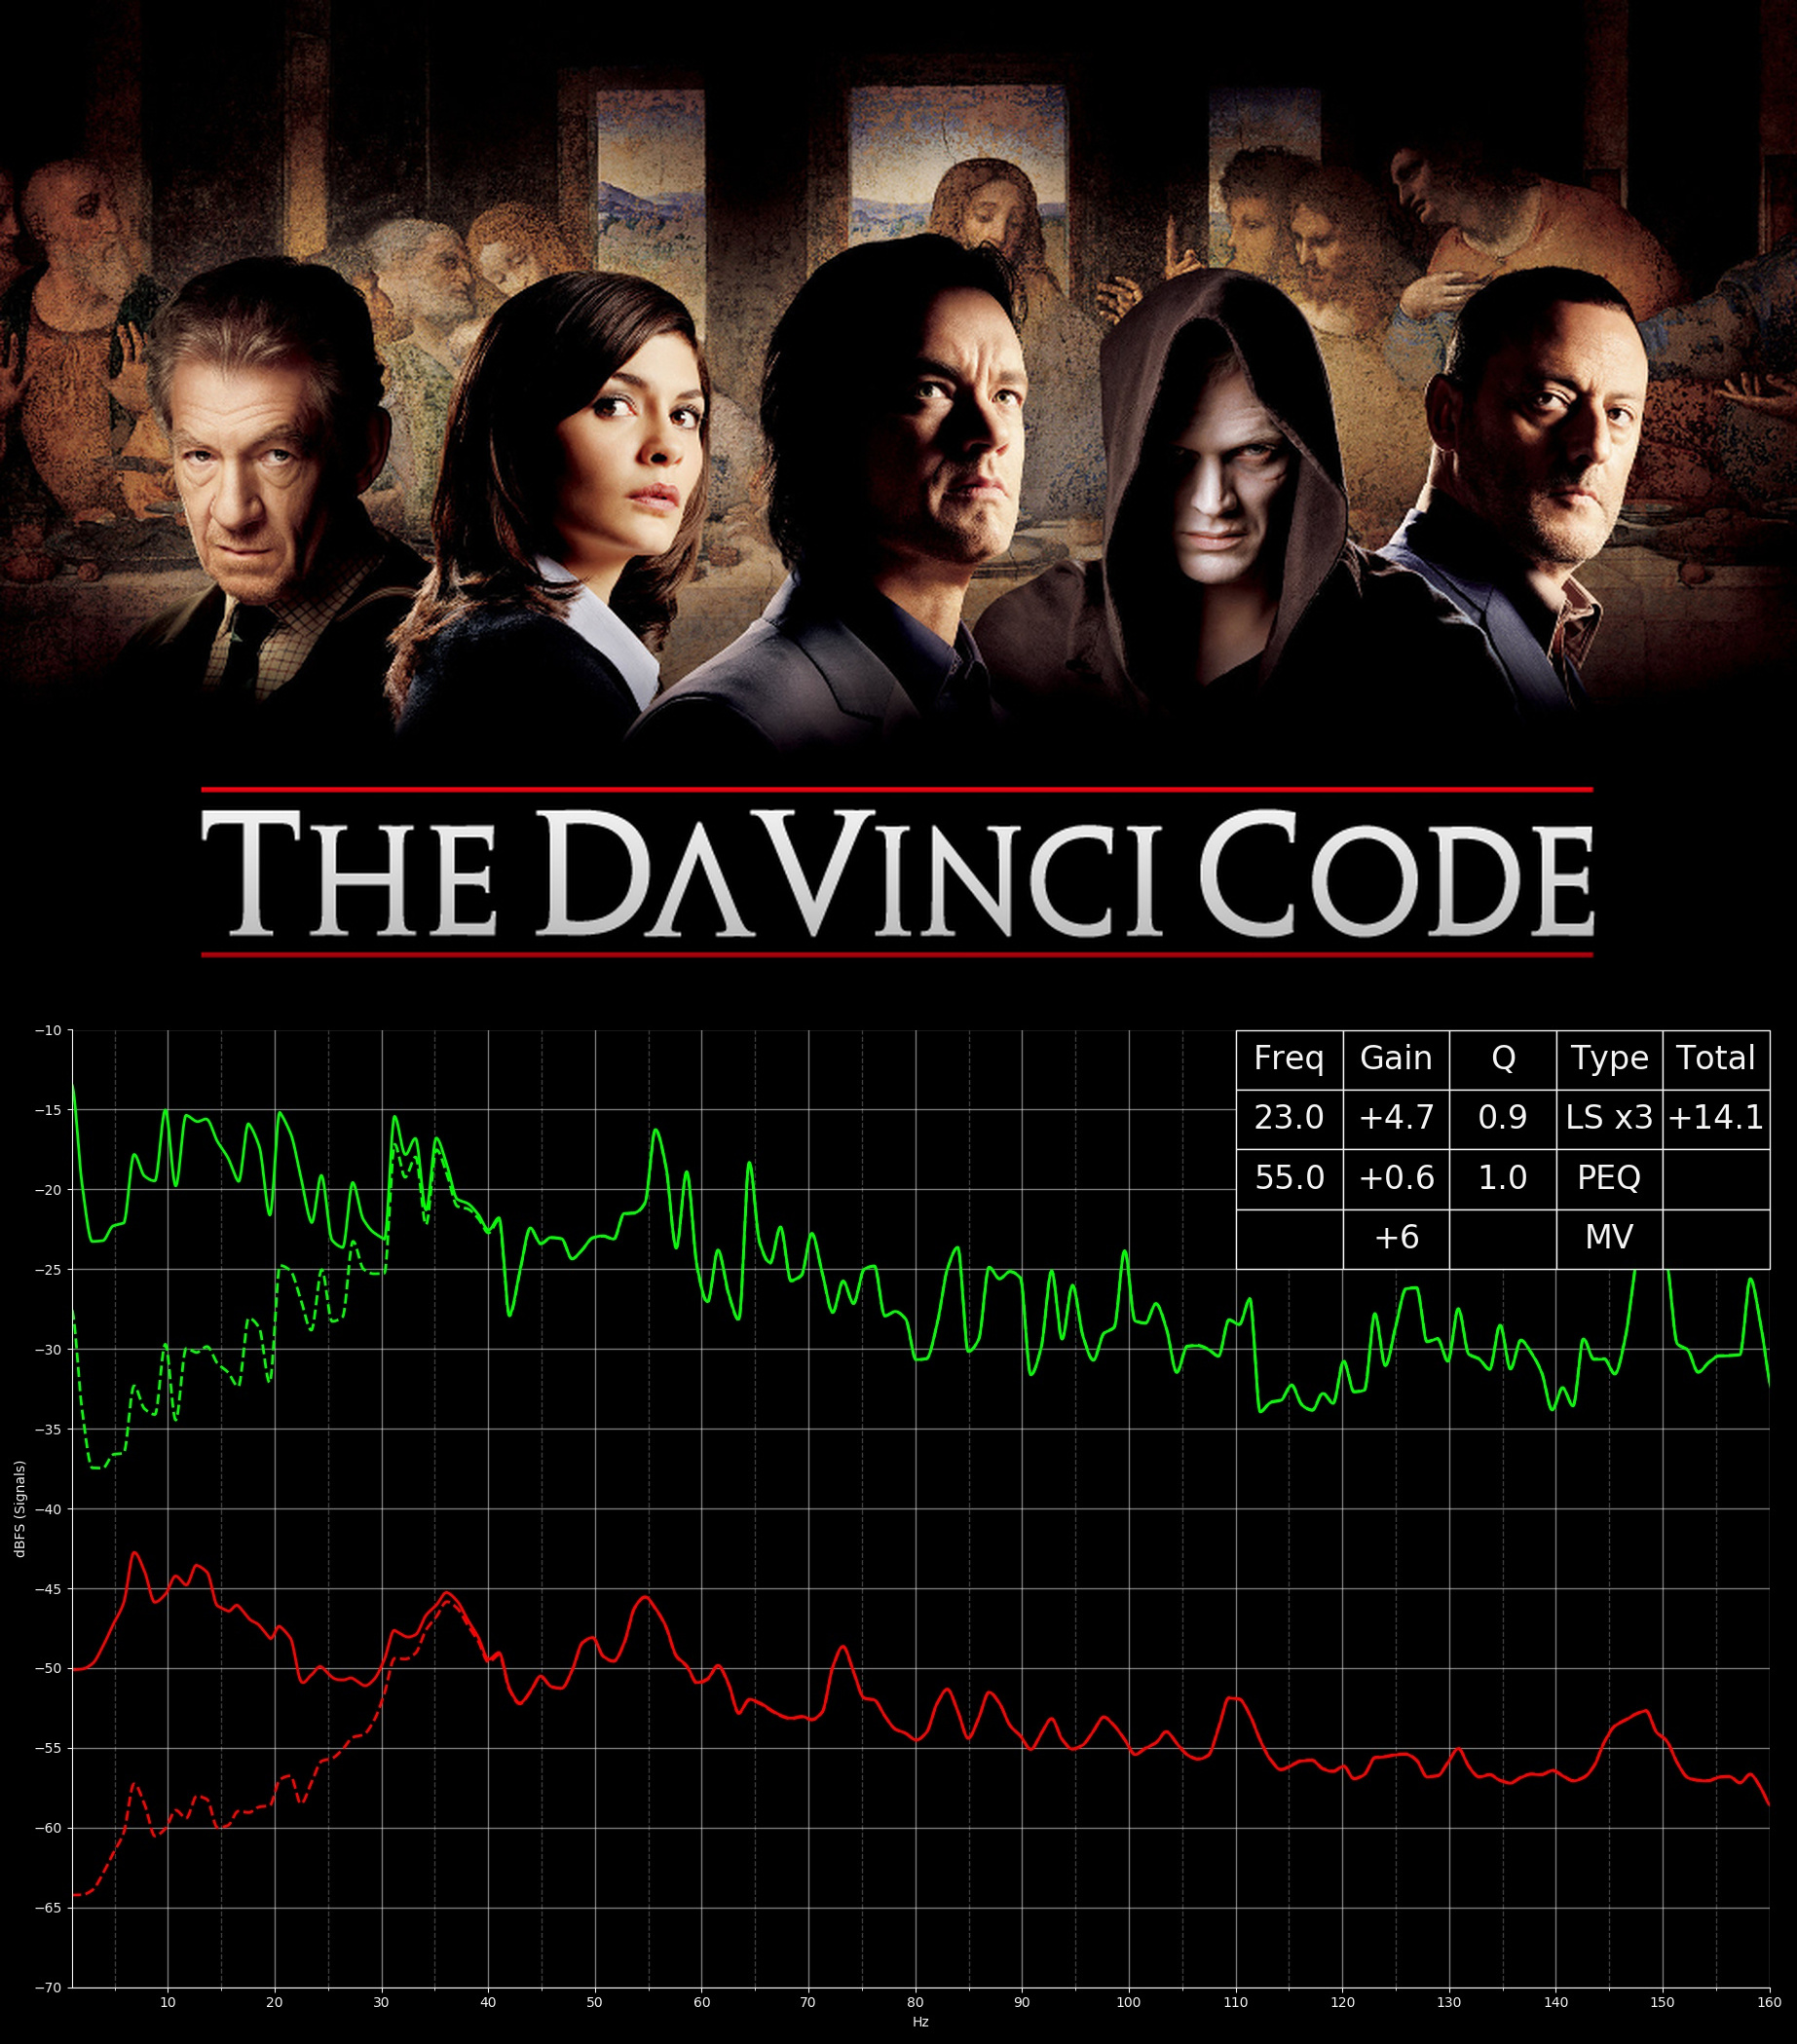 THE DA VINCI CODE
−10
Freq Gain Q Type Total
−15
23.0 +4.7 0.9 LS x3 +14.1
55.0 +0.6 1.0 PEQ
−20
+6 MV
−25
−30
−35
−40
dBFS (Signals)
−45
−50
−55
−60
−65
−70
10 20 30 40 50 60 70 80 90 100 110 120 130 140 150 160
Hz